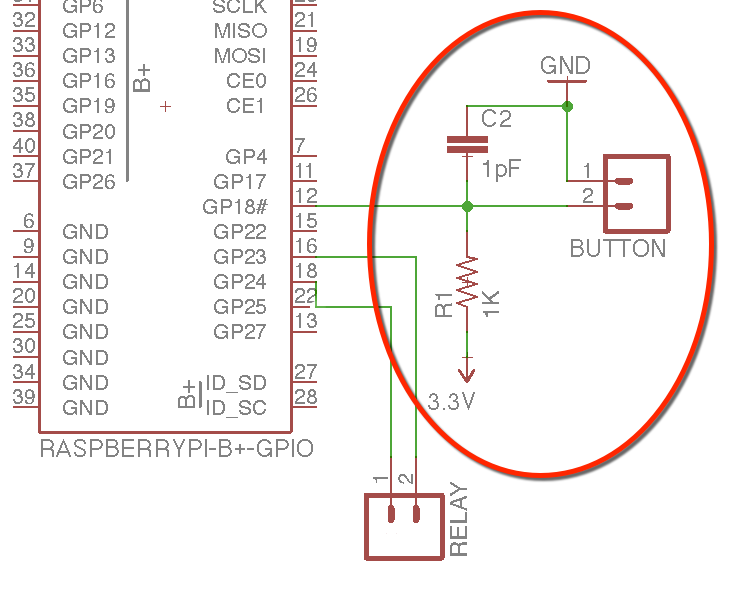 GP6
SCLK
32 GP12 MISO 21
33 GP13 MOSI 19
36 GP16 CE0 24
35 GP19 CE1 26
38 GP20
40 GP21 GP4 7
37 GP26 GP17 11
B+
GP18# 12
6 GND GP22 15
9 GND GP23 16
14 GND GP24 18
20 GND GP25 22
25 GND GP27 13
30 GND
34 GND ID_SD 27
39 GND ID_SC 28
B+
RASPBERRYPI-B+-GPIO
GND
C2
1pF
1
2
BUTTON
R1
1K
3.3V
1
2
RELAY